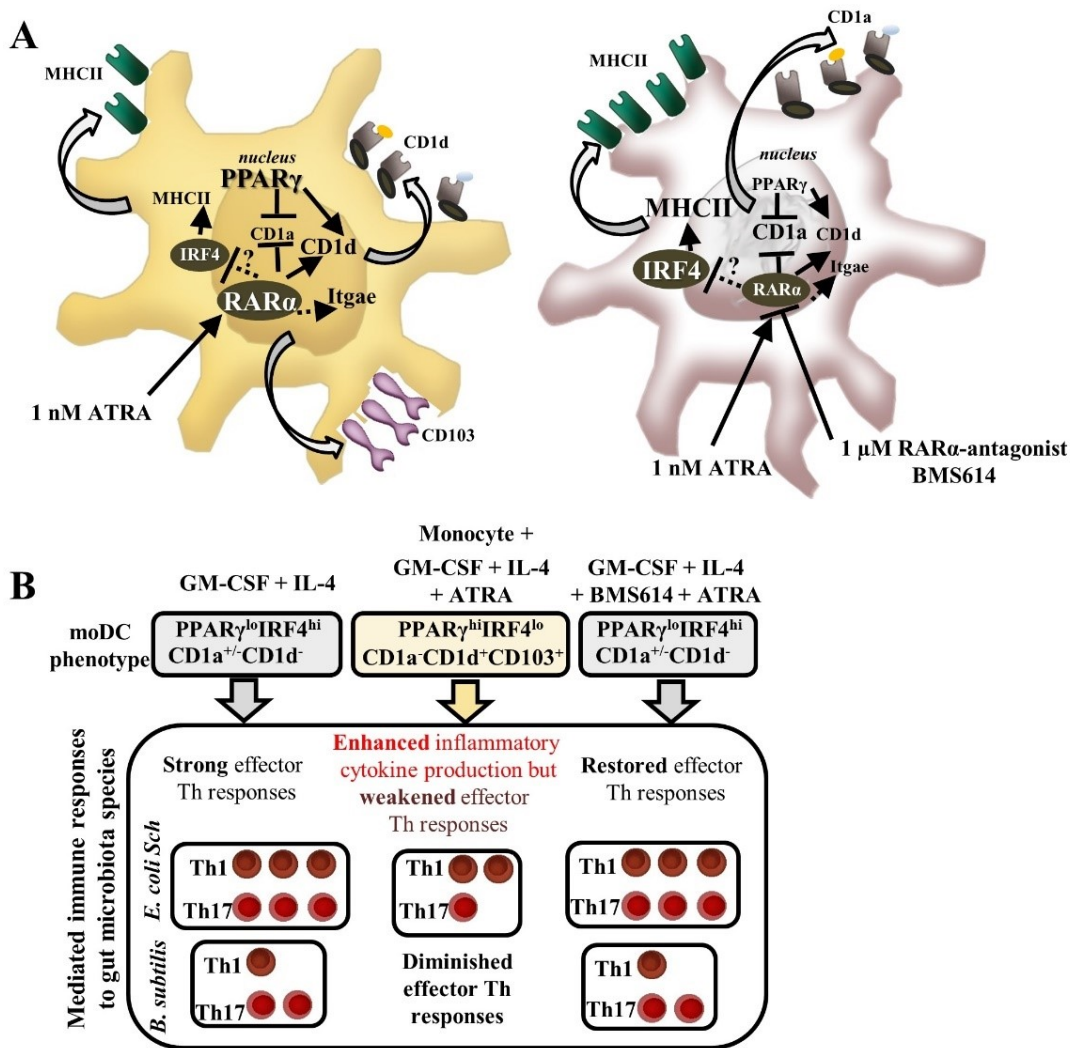 A
MHCII
nucleus
PPARγ
MHCII
CD1a
CD1d
IRF4
?
RARα
Itgae
CD1d
1 nM ATRA
CD103
CD1a
MHCII
nucleus
PPARγ
MHCII
CD1a
CD1d
IRF4
?
RARα
Itgae
1 nM ATRA
1 µM RARα-antagonist
BMS614
B
Monocyte +
GM-CSF + IL-4
GM-CSF + IL-4
+ ATRA
GM-CSF + IL-4
+ BMS614 + ATRA
moDC
phenotype
PPARγˡᵒIRF4ʰⁱ
CD1a⁺/⁻CD1d⁻
PPARγʰⁱIRF4ˡᵒ
CD1a⁻CD1d⁺CD103⁺
PPARγˡᵒIRF4ʰⁱ
CD1a⁺/⁻CD1d⁻
Mediated immune responses
to gut microbiota species
Strong effector
Th responses
Enhanced inflammatory
cytokine production but
weakened effector
Th responses
Restored effector
Th responses
E. coli Sch
Th1
Th17
Th1
Th17
Th1
Th17
B. subtilis
Th1
Th17
Diminished
effector Th
responses
Th1
Th17